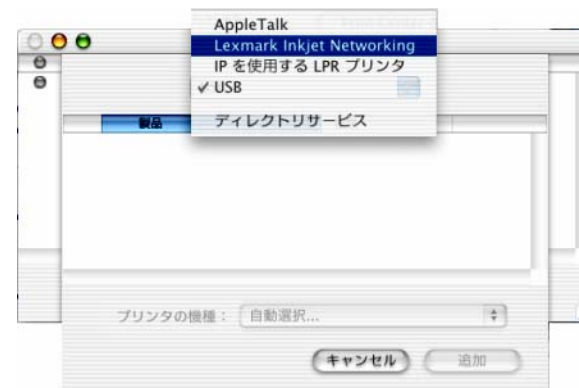 AppleTalk
Lexmark Inkjet Networking
IP を使用する LPR プリンタ
✓ USB
ディレクトリサービス
製品
プリンタの機種：
自動選択...
キャンセル
追加